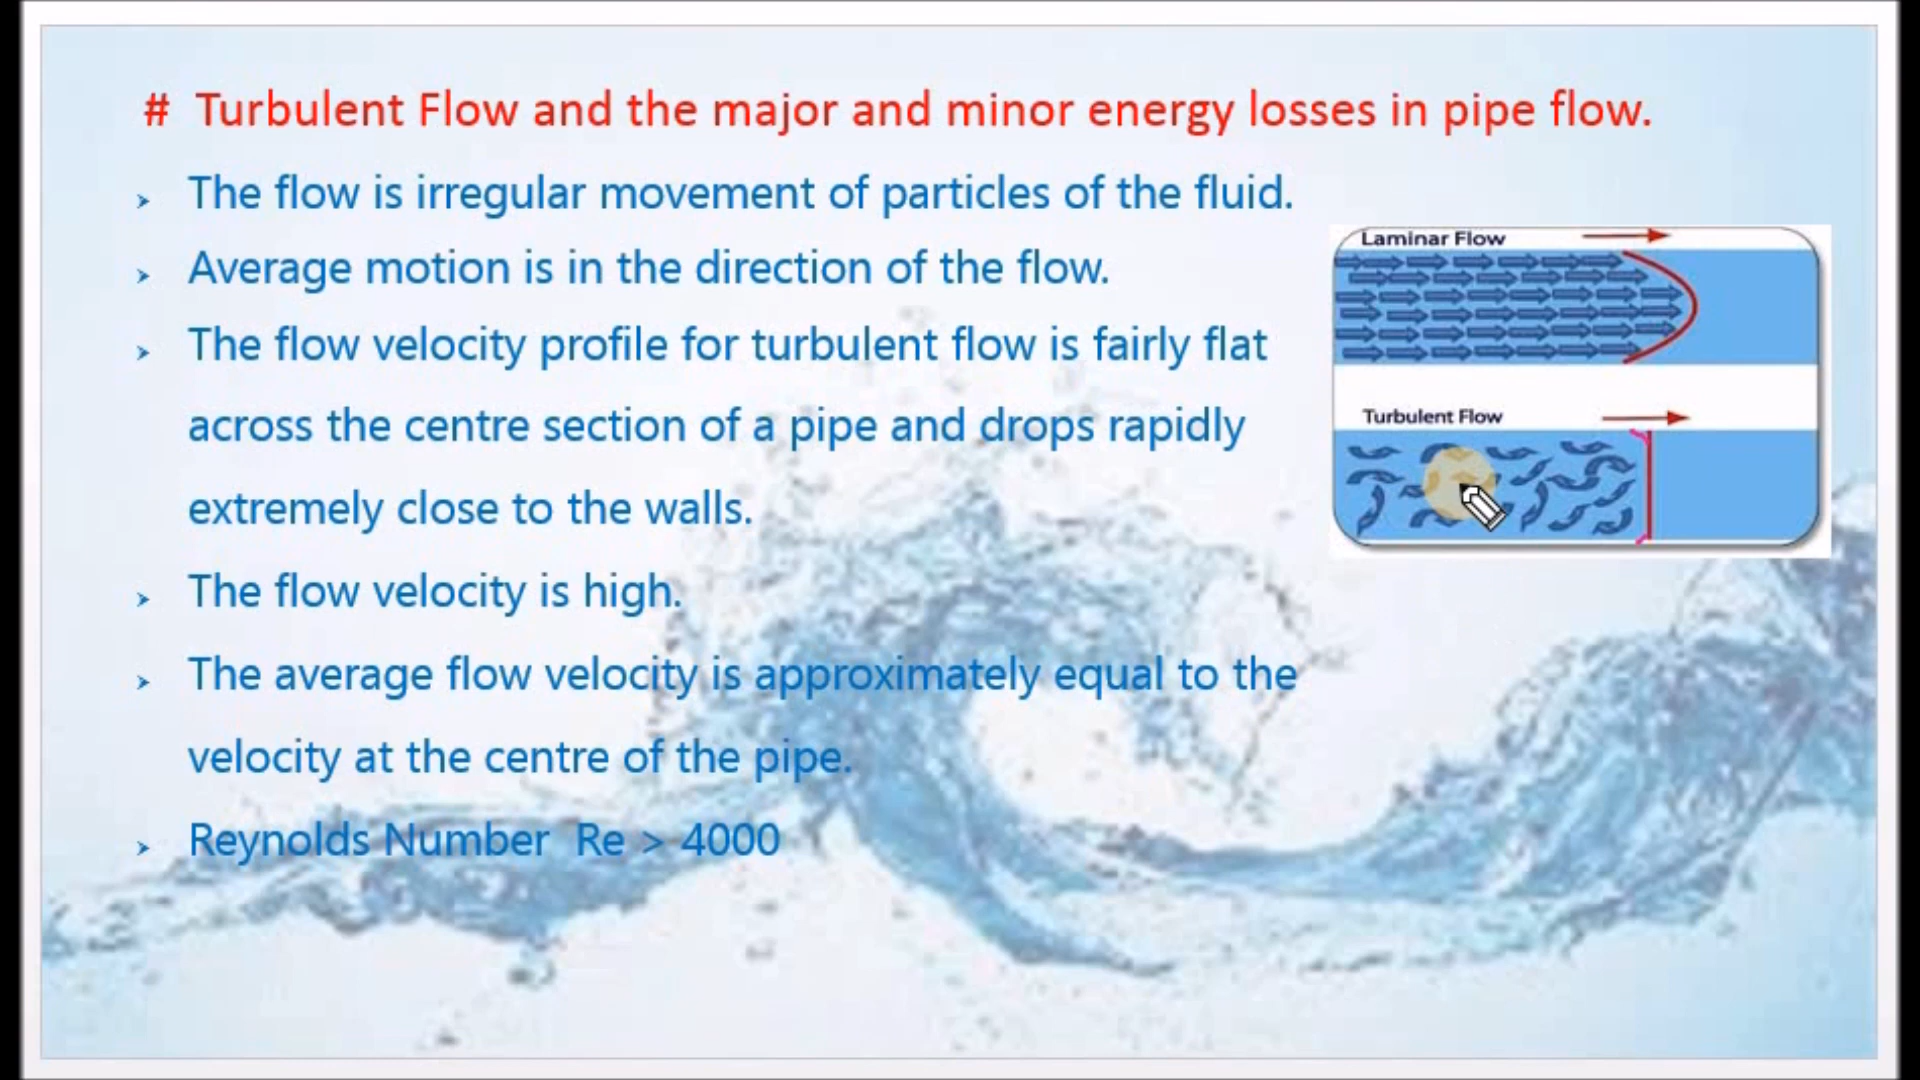 # Turbulent Flow and the major and minor energy losses in pipe flow.
➢ The flow is irregular movement of particles of the fluid.
➢ Average motion is in the direction of the flow.
➢ The flow velocity profile for turbulent flow is fairly flat
across the centre section of a pipe and drops rapidly
extremely close to the walls.
➢ The flow velocity is high.
➢ The average flow velocity is approximately equal to the
velocity at the centre of the pipe.
➢ Reynolds Number Re > 4000
Laminar Flow
Turbulent Flow